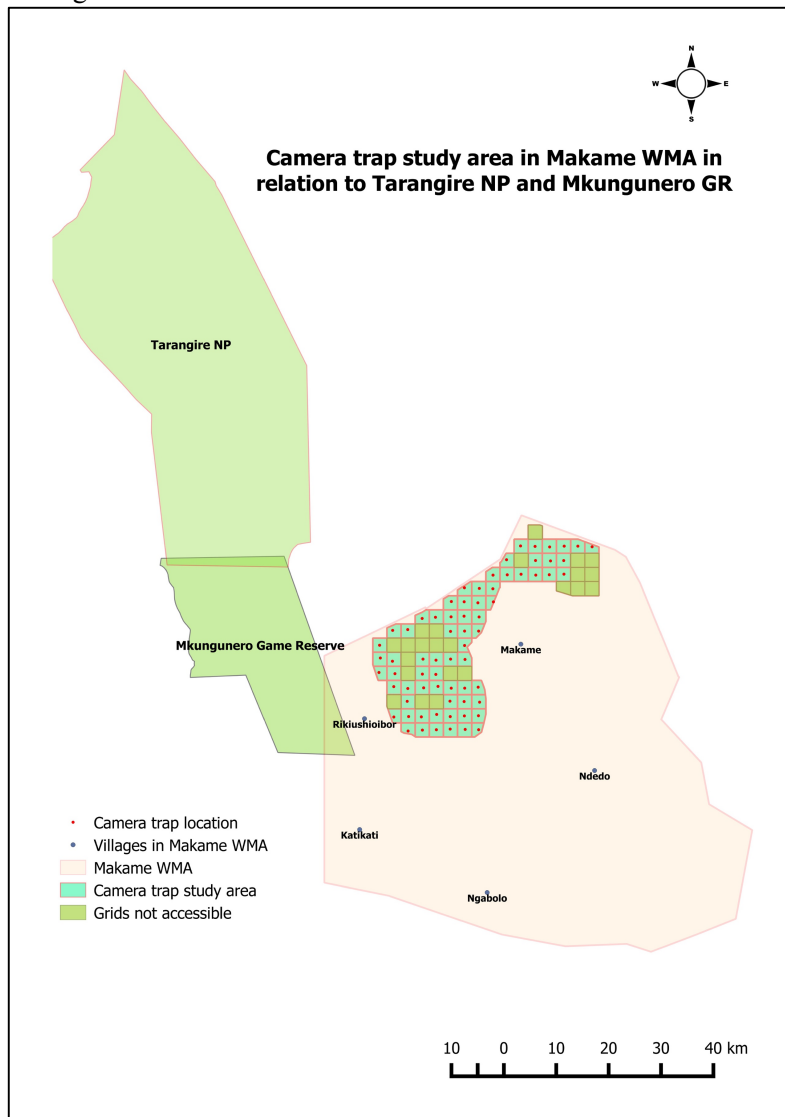 N
W E
S
Camera trap study area in Makame WMA in
relation to Tarangire NP and Mkungunero GR
Tarangire NP
Mkungunero Game Reserve
Makame
Rikiushioibor
Ndedo
Katikati
Ngabolo
Camera trap location
Villages in Makame WMA
Makame WMA
Camera trap study area
Grids not accessible
10 0 10 20 30 40 km